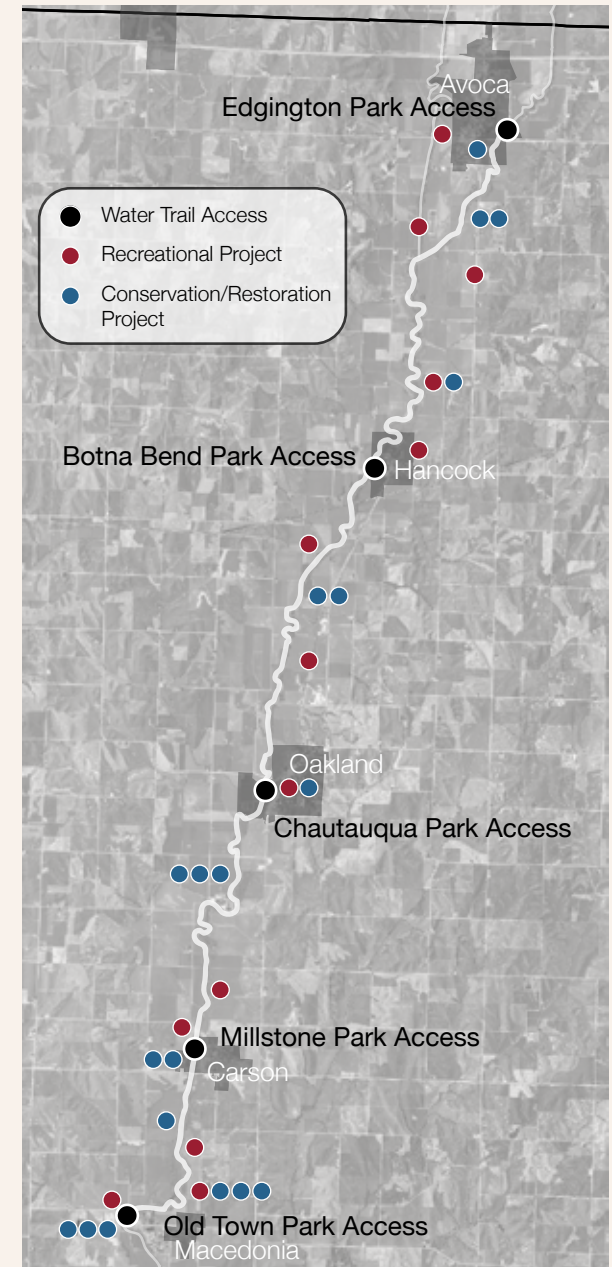 Avoca
Edgington Park Access
Water Trail Access
Recreational Project
Conservation/Restoration
Project
Botna Bend Park Access
Hancock
Oakland
Chautauqua Park Access
Millstone Park Access
Carson
Old Town Park Access
Macedonia